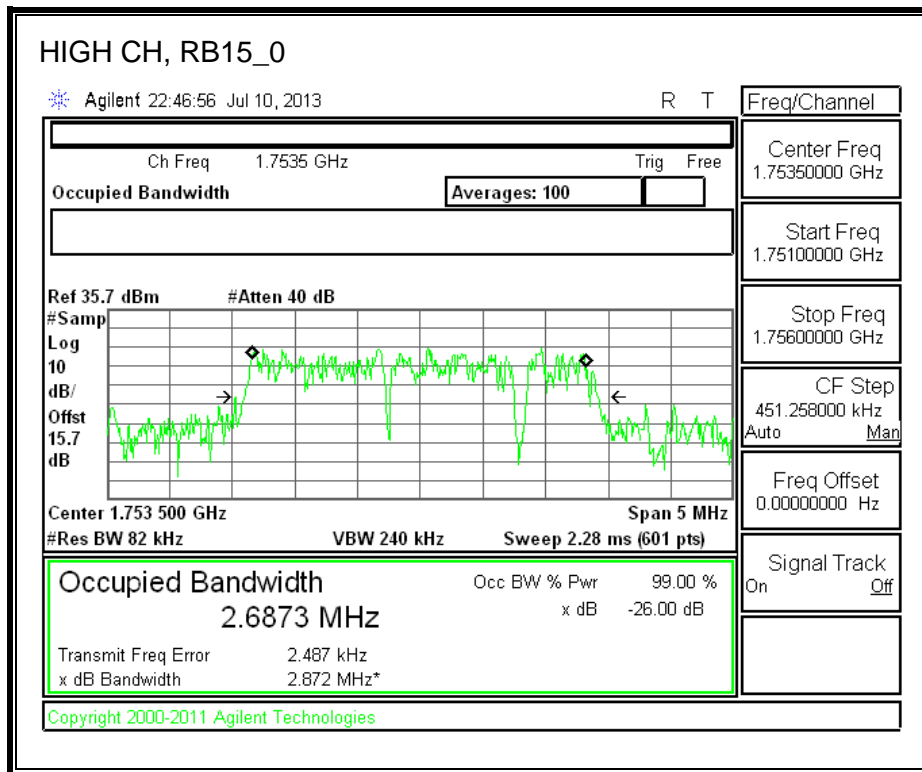 HIGH CH, RB15_0
Agilent 22:46:56 Jul 10, 2013 R T
Freq/Channel
Ch Freq 1.7535 GHz Trig Free
Occupied Bandwidth Averages: 100
Center Freq
1.75350000 GHz
Start Freq
1.75100000 GHz
Stop Freq
1.75600000 GHz
CF Step
451.258000 kHz
Auto Man
Freq Offset
0.00000000 Hz
Signal Track
On Off
Ref 35.7 dBm #Atten 40 dB
#Samp
Log
10
dB/
Offst
15.7
dB
Center 1.753 500 GHz Span 5 MHz
#Res BW 82 kHz VBW 240 kHz Sweep 2.28 ms (601 pts)
Occupied Bandwidth Occ BW % Pwr 99.00 %
2.6873 MHz x dB -26.00 dB
Transmit Freq Error 2.487 kHz
x dB Bandwidth 2.872 MHz*
Copyright 2000-2011 Agilent Technologies